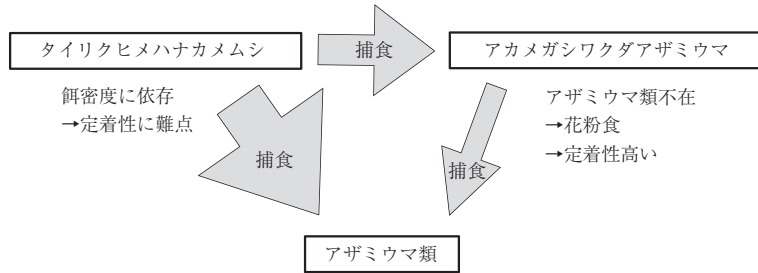 タイリクヒメハナカメムシ
捕食
アカメガシワクダアザミウマ
餌密度に依存
→定着性に難点
アザミウマ類不在
→花粉食
→定着性高い
捕食
捕食
アザミウマ類